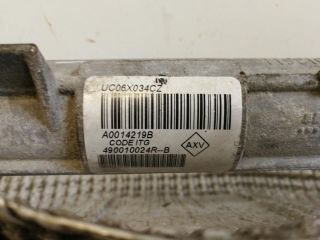 UC06X034CZ
A0014219B
CODE ITG
490010024R--B
AXV